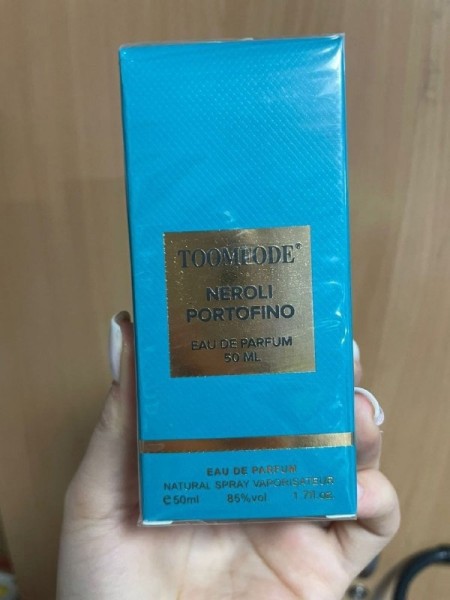 TOOMFODE®
NEROLI
PORTOFINO
EAU DE PARFUM
50 ML
EAU DE PARFUM
NATURAL SPRAY VAPORISATEUR
50ml 85%vol 1.7fl oz.